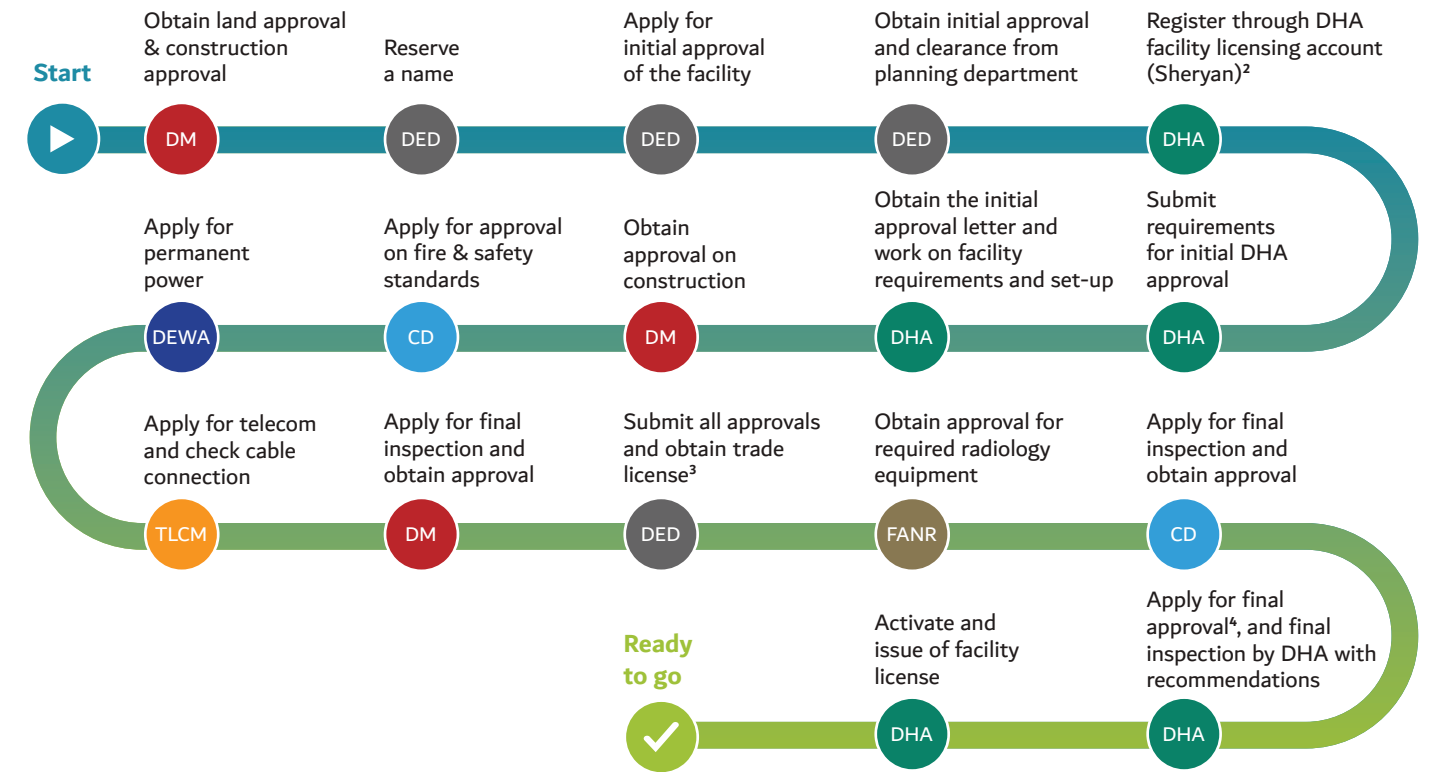 Start
Obtain land approval
& construction
approval
DM
Reserve
a name
DED
Apply for
initial approval
of the facility
DED
Obtain initial approval
and clearance from
planning department
DED
Register through DHA
facility licensing account
(Sheryan)²
DHA
Submit
requirements
for initial DHA
approval
DHA
Obtain the initial
approval letter and
work on facility
requirements and set-up
DHA
Obtain
approval on
construction
DM
Apply for approval
on fire & safety
standards
CD
Apply for
permanent
power
DEWA
Apply for telecom
and check cable
connection
TLCM
Apply for final
inspection and
obtain approval
DM
Submit all approvals
and obtain trade
license³
DED
Obtain approval for
required radiology
equipment
FANR
Apply for final
inspection and
obtain approval
CD
Apply for final
approval⁴, and final
inspection by DHA with
recommendations
DHA
Activate and
issue of facility
license
DHA
Ready
to go